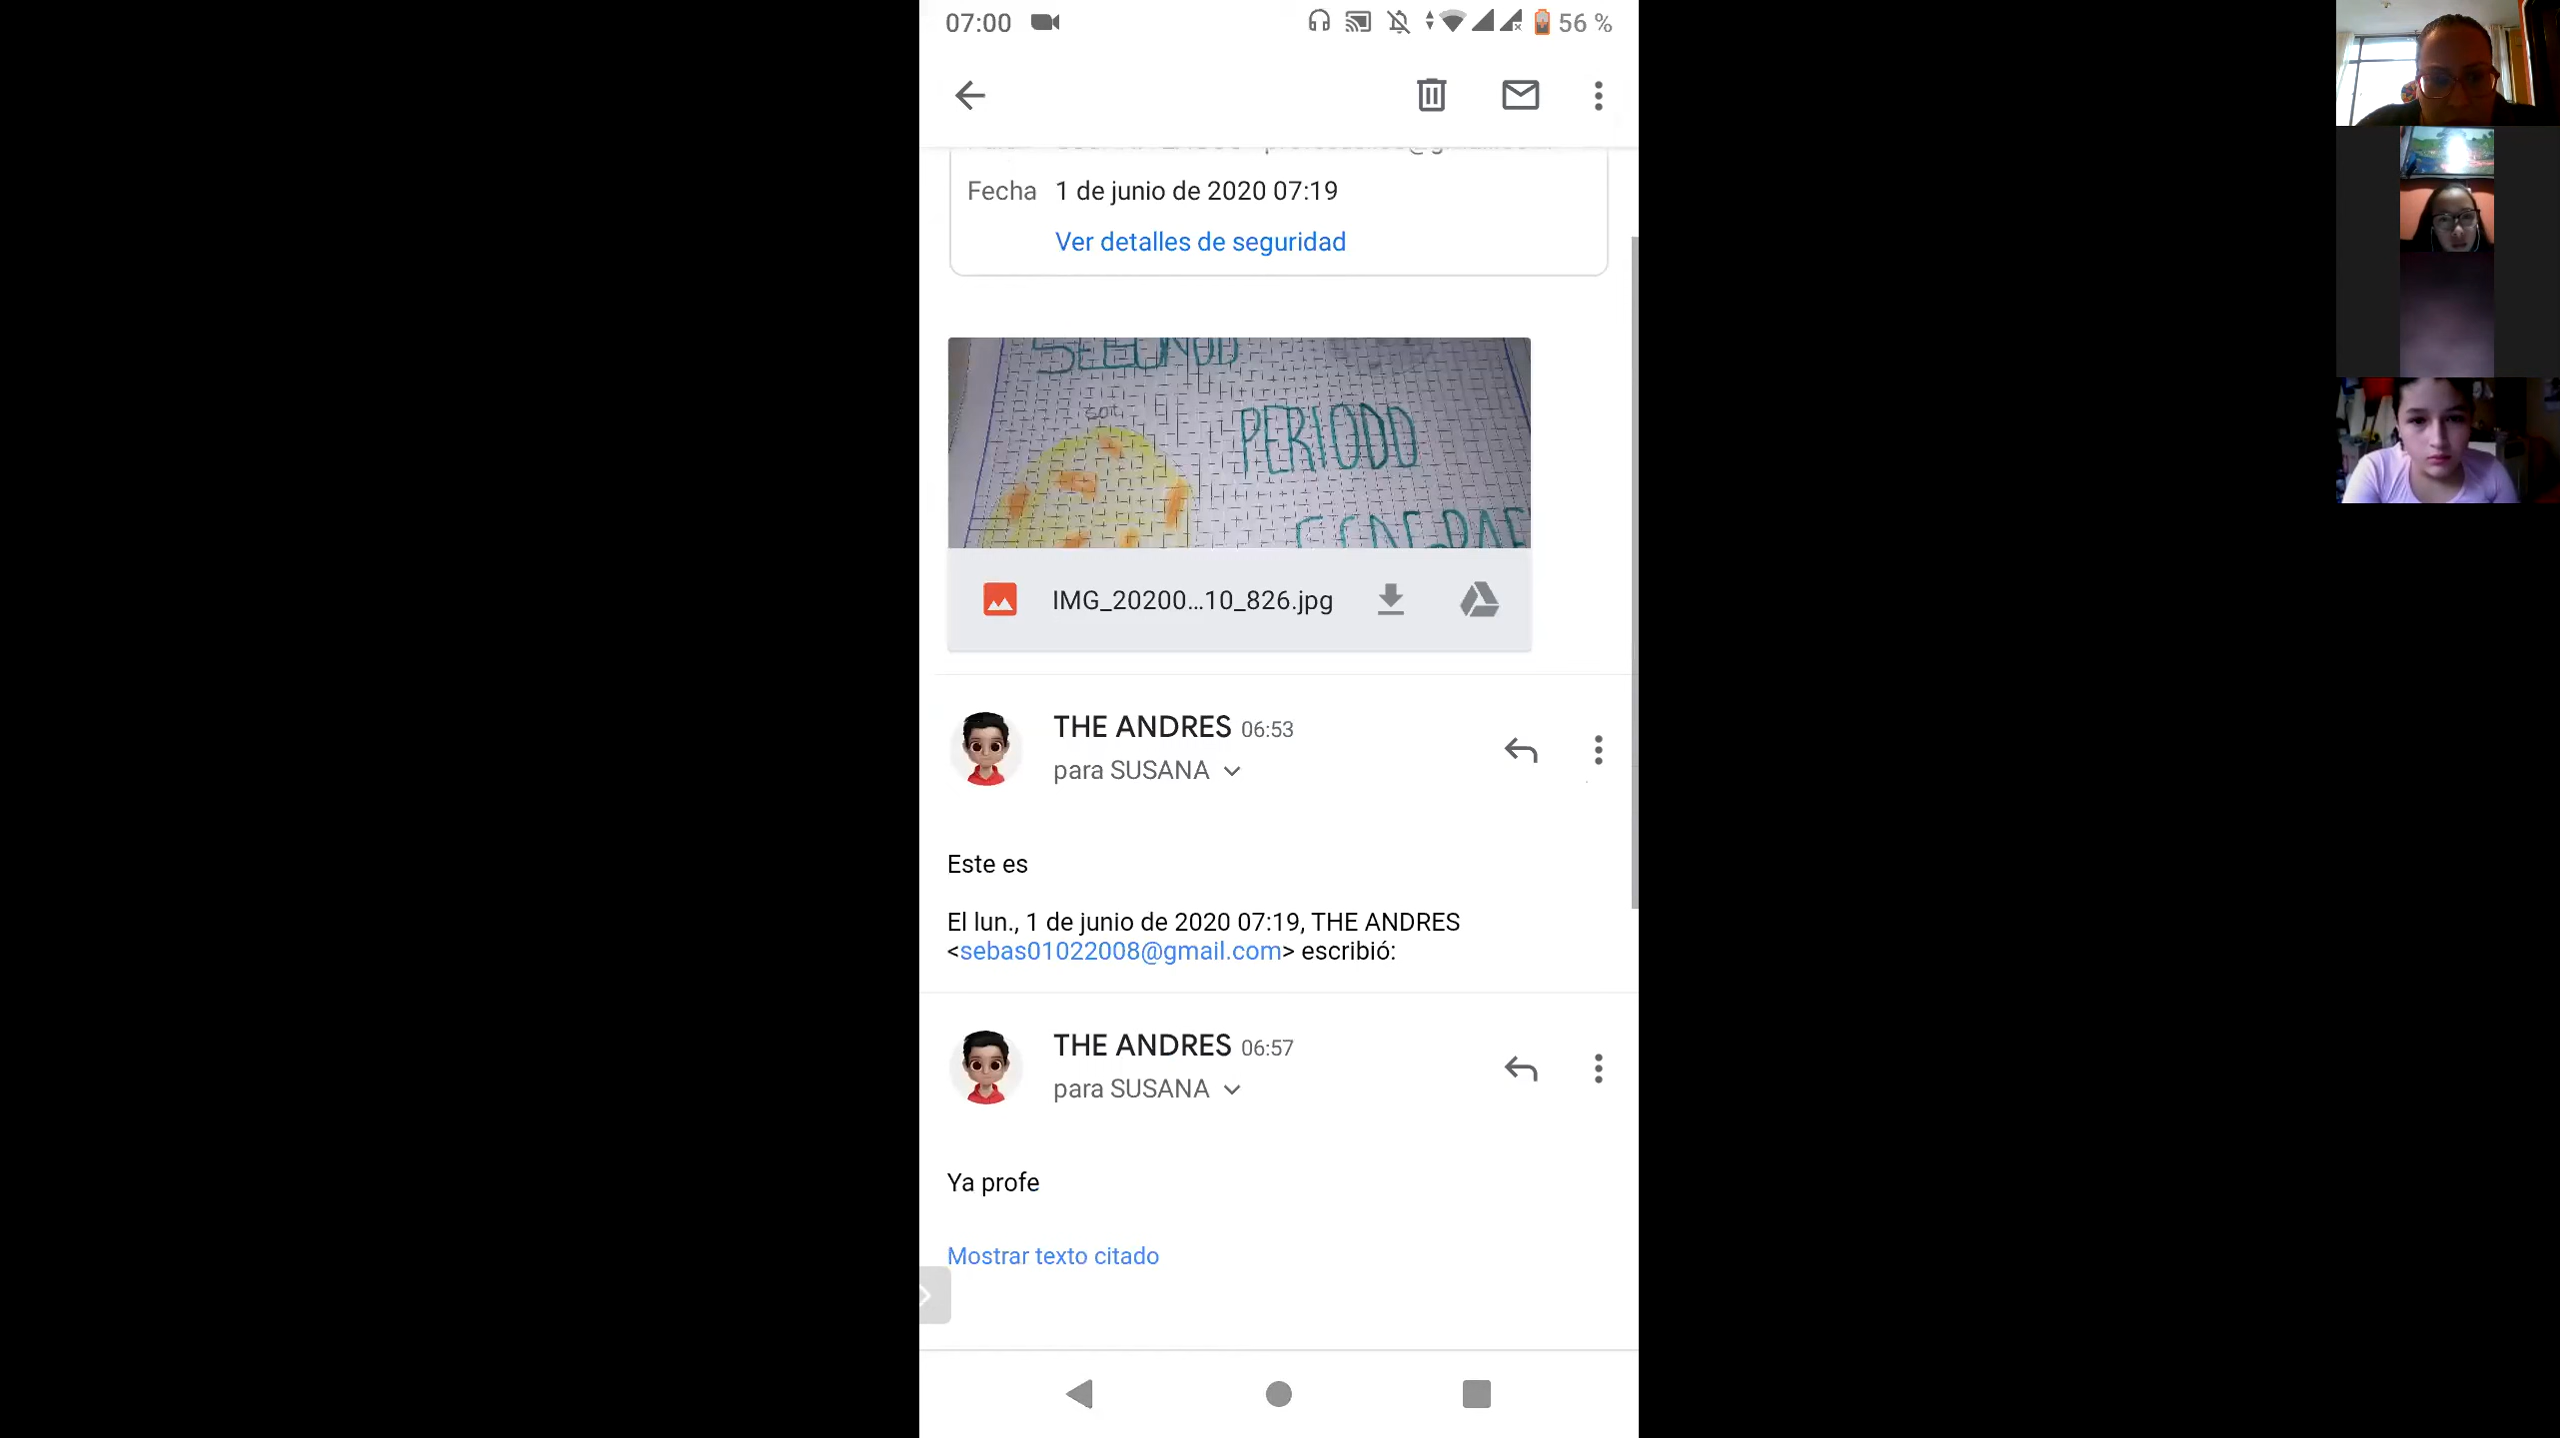 07:00
56 %
Fecha 1 de junio de 2020 07:19
Ver detalles de seguridad
SEGUNDO
sol
PERIODO
IMG_20200...10_826.jpg
THE ANDRES 06:53
para SUSANA
Este es
El lun., 1 de junio de 2020 07:19, THE ANDRES
<sebas01022008@gmail.com> escribió:
THE ANDRES 06:57
para SUSANA
Ya profe
Mostrar texto citado